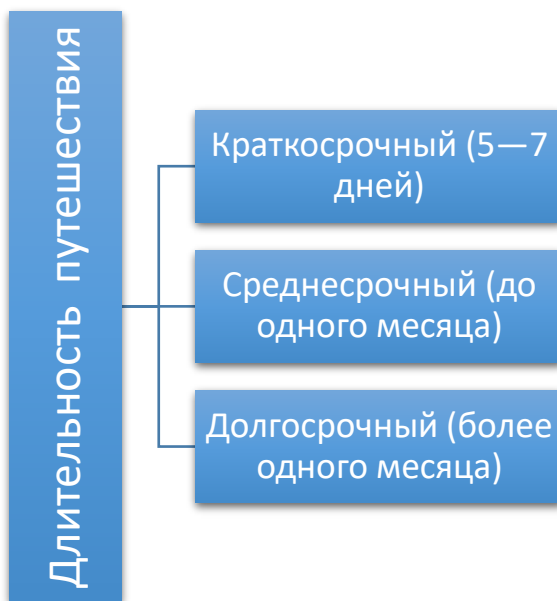 Длительность путешествия
Краткосрочный (5—7
дней)
Среднесрочный (до
одного месяца)
Долгосрочный (более
одного месяца)